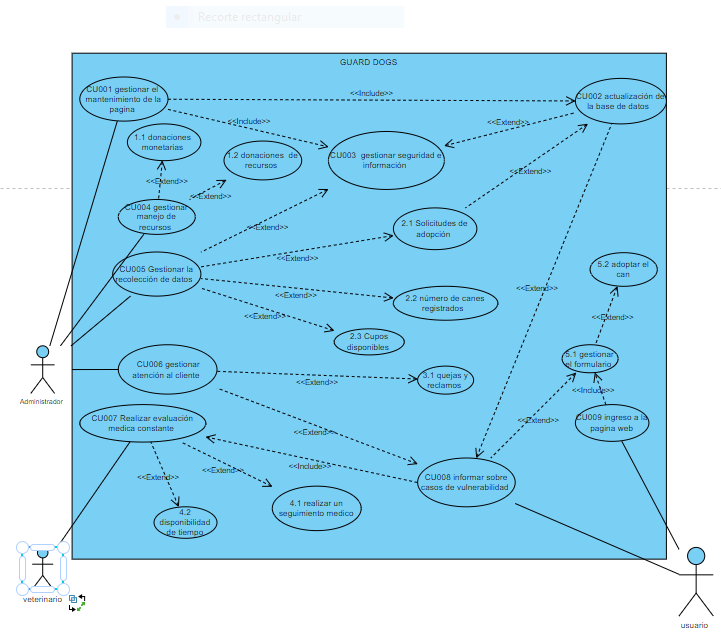 Recorte rectangular
GUARD DOGS
CU001 gestionar el
mantenimiento de la
pagina
<<Include>>
CU002 actualización de
la base de datos
<<Include>>
<<Extend>>
1.1 donaciones
monetarias
1.2 donaciones de
recursos
CU003 gestionar seguridad e
información
<<Extend>>
<<Extend>>
<<Extend>>
CU004 gestionar
manejo de
recursos
<<Extend>>
2.1 Solicitudes de
adopción
<<Extend>>
CU005 Gestionar la
recolección de datos
5.2 adoptar el
can
<<Extend>>
<<Extend>>
2.2 número de canes
registrados
<<Extend>>
<<Extend>>
2.3 Cupos
disponibles
5.1 gestionar
el formulario
CU006 gestionar
atención al cliente
<<Extend>>
3.1 quejas y
reclamos
<<Include>>
Administrador
CU007 Realizar evaluación
medica constante
<<Extend>>
<<Extend>>
CU009 ingreso a la
pagina web
<<Extend>>
<<Extend>>
<<Include>>
CU008 informar sobre
casos de vulnerabilidad
4.1 realizar un
seguimiento medico
4.2
disponibilidad
de tiempo
veterinario
usuario